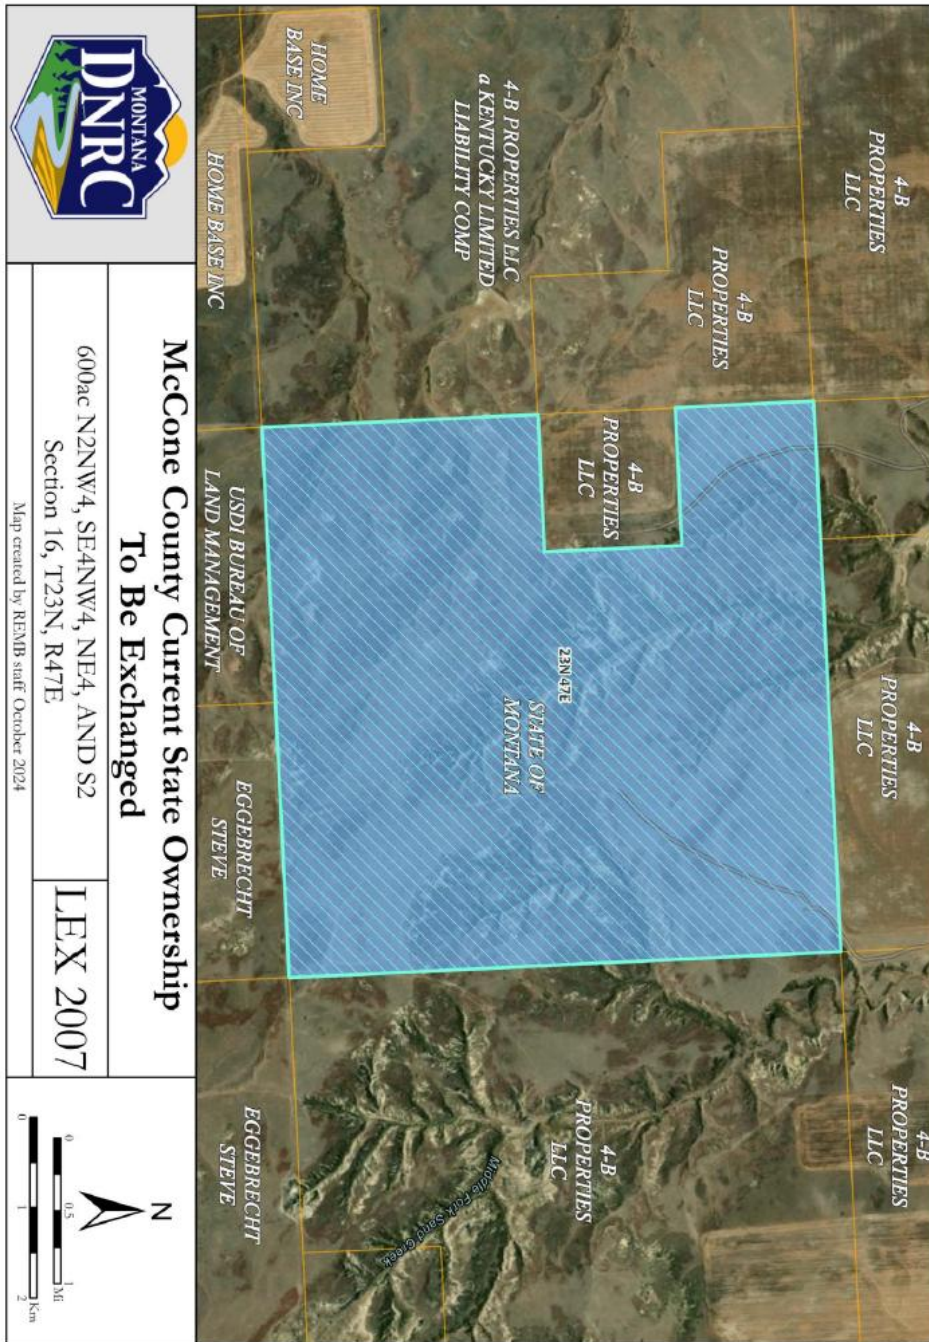 4-B
PROPERTIES
LLC
4-B
PROPERTIES
LLC
4-B
PROPERTIES
LLC
4-B
PROPERTIES
LLC
4-B
PROPERTIES
LLC
4-B
PROPERTIES
LLC
23N 47E
STATE OF
MONTANA
4-B PROPERTIES LLC
a KENTUCKY LIMITED
LIABILITY COMP
Middle Fork Sand Creek
HOME
BASE INC
HOME BASE INC
USDI BUREAU OF
LAND MANAGEMENT
EGGEBRECHT
STEVE
EGGEBRECHT
STEVE
MONTANA
DNRC
McCone County Current State Ownership
To Be Exchanged
600ac N2NW4, SE4NW4, NE4, AND S2
Section 16, T23N, R47E
Map created by REMB staff October 2024
LEX 2007
N
0 0.5 1 Mi
0 1 2 Km